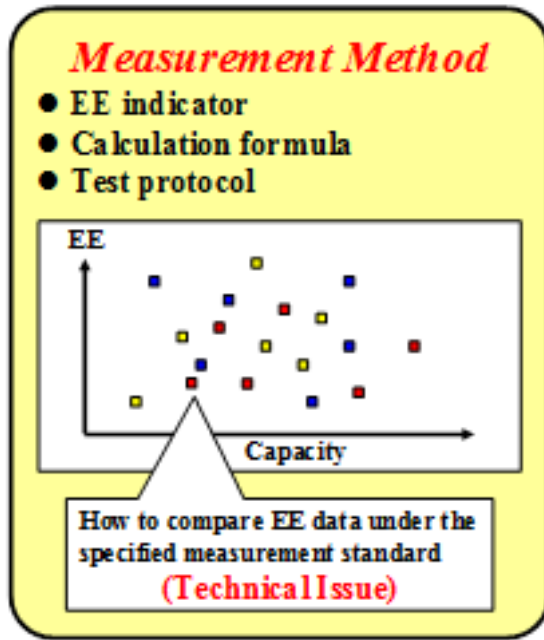 Measurement Method
● EE indicator
● Calculation formula
● Test protocol
EE
Capacity
How to compare EE data under the
specified measurement standard
(Technical Issue)